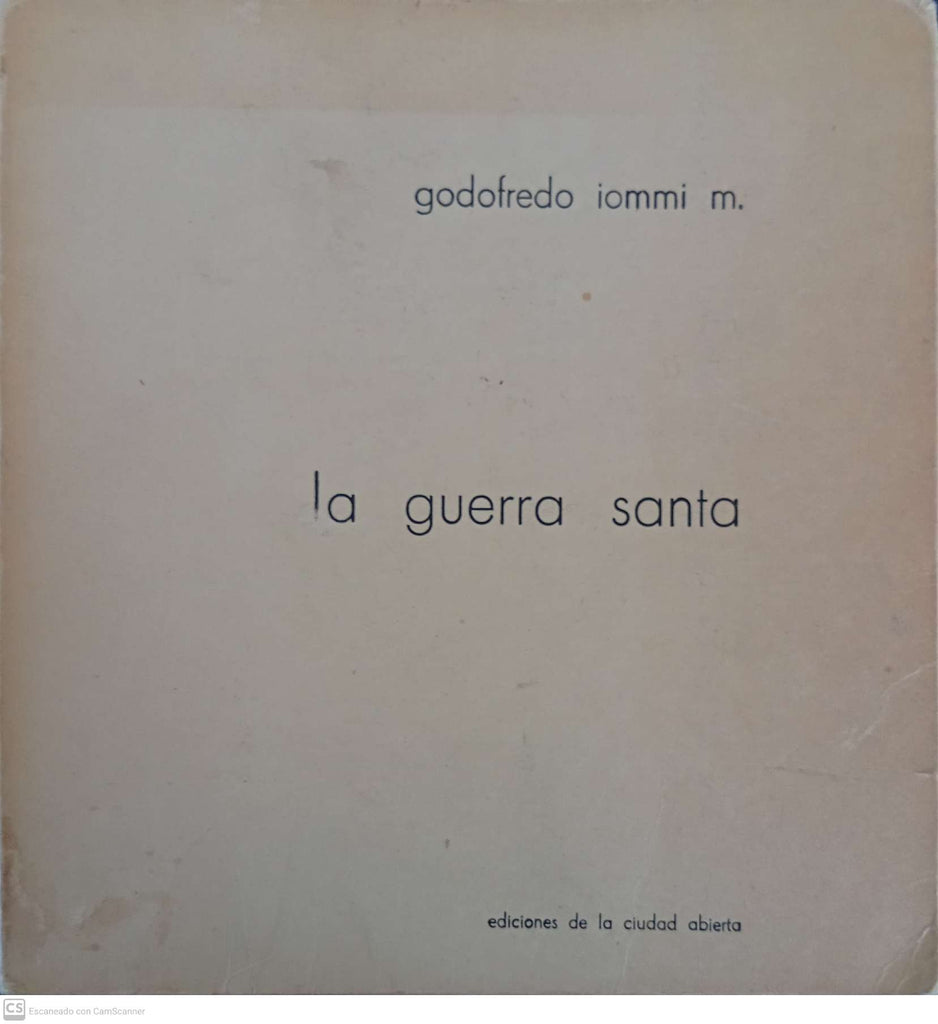 godofredo iommi m.
la guerra santa
ediciones de la ciudad abierta
CS Escaneado con CamScanner